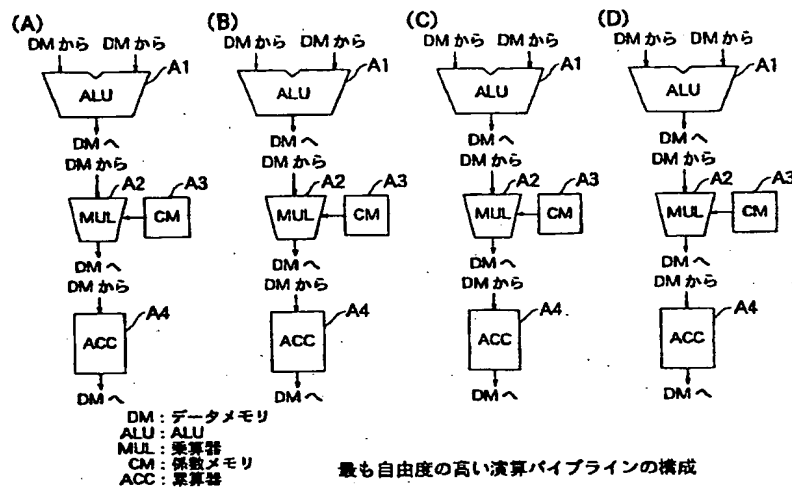 (A) (B) (C) (D)
DMから DMから DMから DMから DMから DMから DMから DMから
A1 A1 A1 A1
ALU ALU ALU ALU
DMへ DMへ DMへ DMへ
DMから DMから DMから DMから
A2 A3 A2 A3 A2 A3 A2 A3
MUL CM MUL CM MUL CM MUL CM
DMへ DMへ DMへ DMへ
DMから DMから DMから DMから
A4 A4 A4 A4
ACC ACC ACC ACC
DMへ DMへ DMへ DMへ
DM:データメモリ
ALU:ALU
MUL:乗算器
CM:係数メモリ
ACC:累算器
最も自由度の高い演算パイプラインの構成